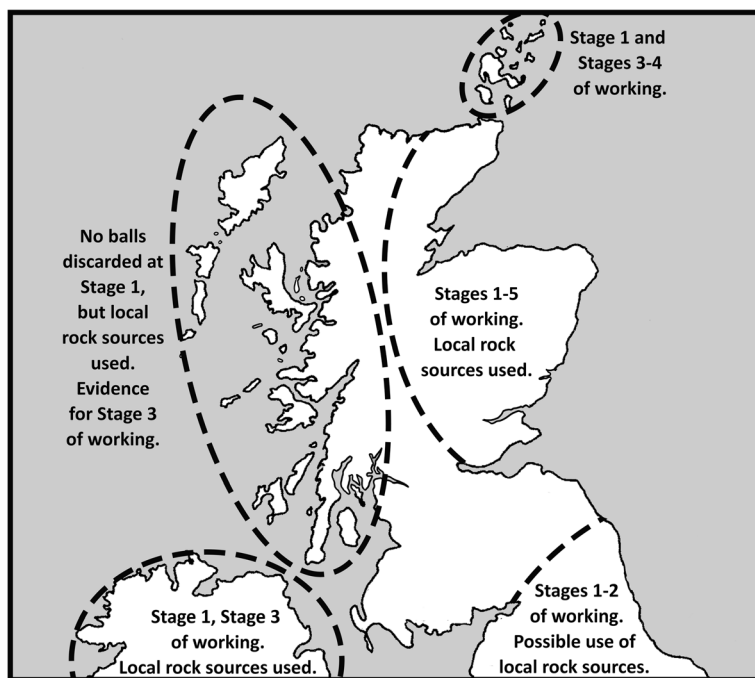 Stage 1 and
Stages 3-4
of working.
No balls
discarded at
Stage 1,
but local
rock sources
used.
Evidence
for Stage 3
of working.
Stages 1-5
of working.
Local rock
sources used.
Stage 1, Stage 3
of working.
Local rock sources used.
Stages 1-2
of working.
Possible use of
local rock sources.